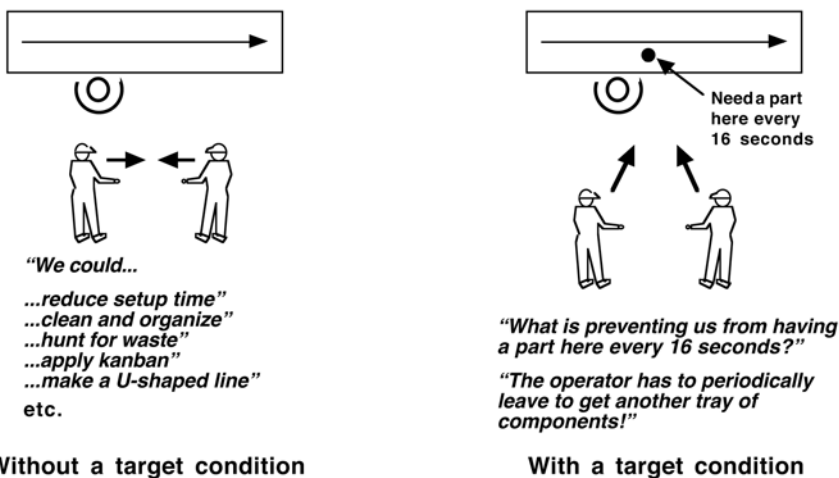 Need a part
here every
16 seconds
“We could...
...reduce setup time”
...clean and organize”
...hunt for waste”
...apply kanban”
...make a U-shaped line”
etc.
Without a target condition
“What is preventing us from having
a part here every 16 seconds?”
“The operator has to periodically
leave to get another tray of
components!”
With a target condition